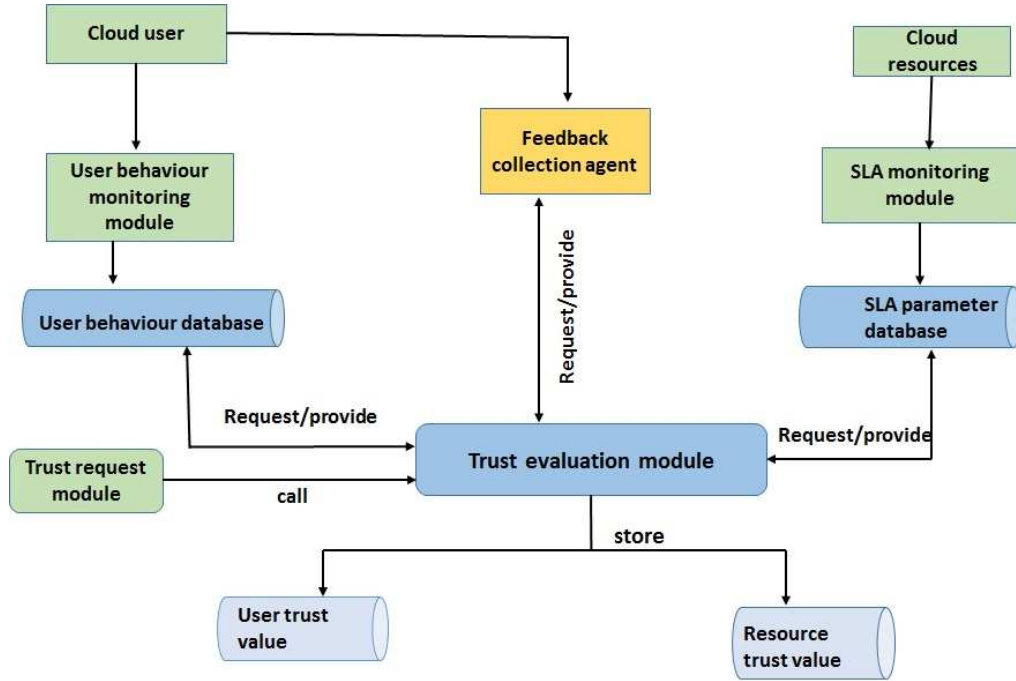 Cloud user
Cloud
resources
Feedback
collection agent
User behaviour
monitoring
module
SLA monitoring
module
User behaviour database
SLA parameter
database
Request/provide
Request/provide
Request/provide
Trust evaluation module
Trust request
module
call
store
User trust
value
Resource
trust value